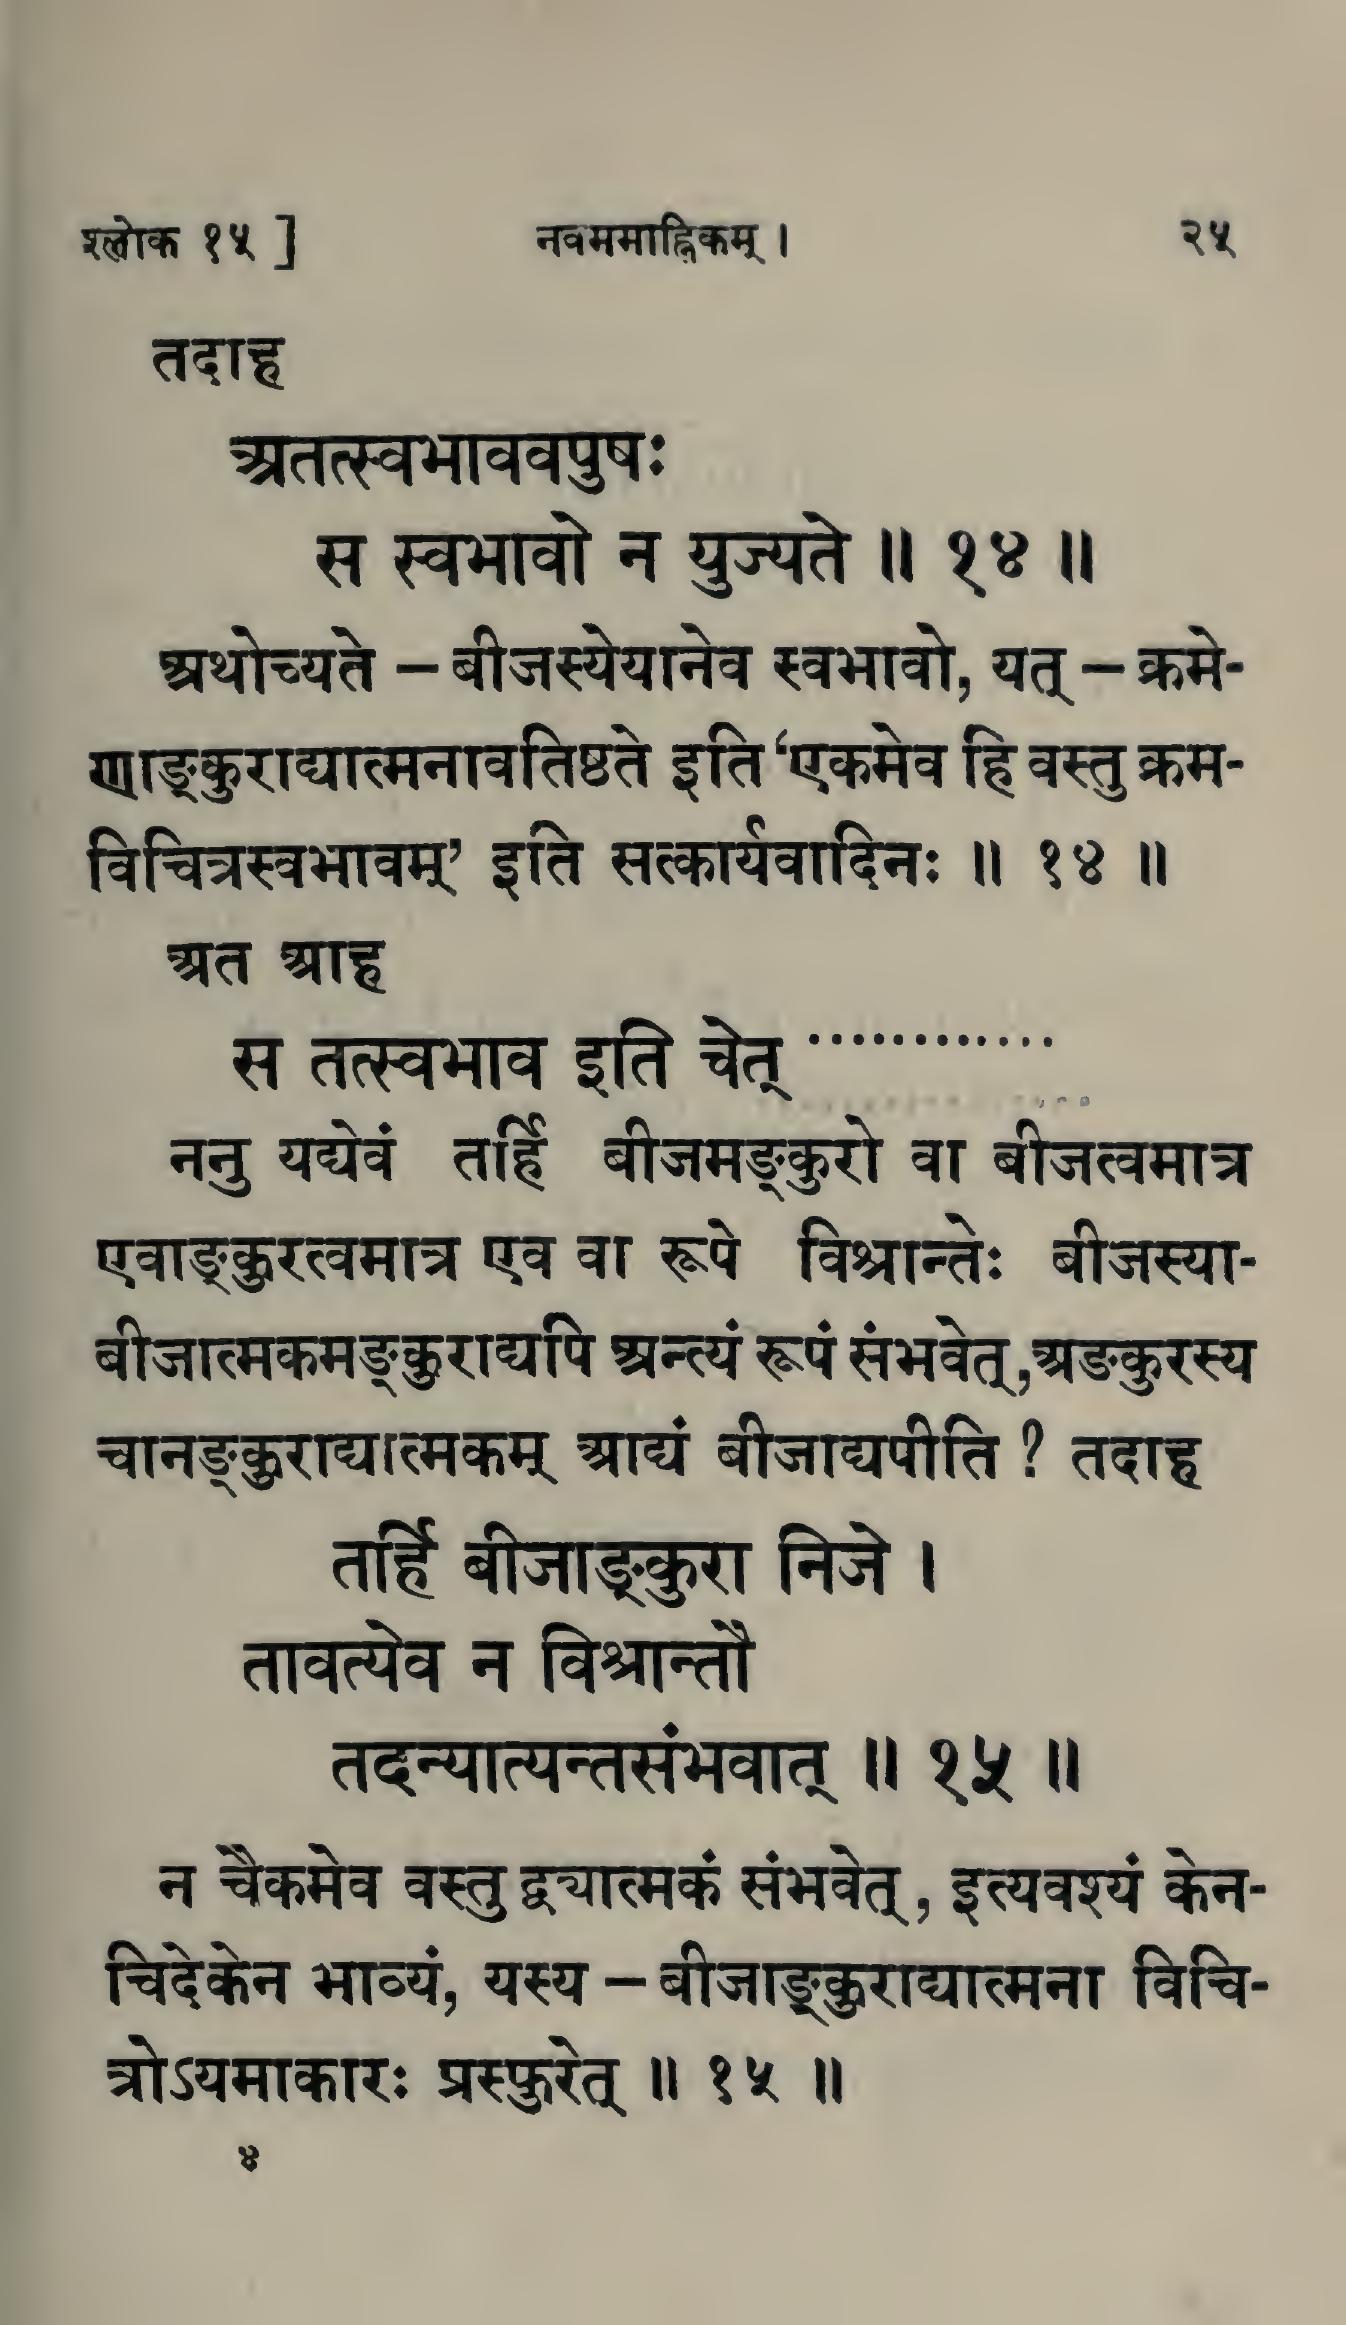 श्लोक १५ ] नवममाह्निकम् । २५
तदाह
अतत्स्वभाववपुषः
स स्वभावो न युज्यते ॥ १४ ॥
अथोच्यते – बीजस्येयानेव स्वभावो, यत् – क्रमे-
णाङ्कुराद्यात्मनावतिष्ठते इति ‘एकमेव हि वस्तु क्रम-
विचित्रस्वभावम्’ इति सत्कार्यवादिनः ॥ १४ ॥
अत आह
स तत्स्वभाव इति चेत् ············
ननु यद्येवं तर्हि बीजमङ्कुरो वा बीजत्वमात्र
एवाङ्कुरत्वमात्र एव वा रूपे विश्रान्तेः बीजस्या-
बीजात्मकमङ्कुराद्यपि अन्त्यं रूपं संभवेत्, अङकुरस्य
चानङ्कुराद्यात्मकम् आद्यं बीजाद्यपीति ? तदाह
तर्हि बीजाङ्कुरा निजे ।
तावत्येव न विश्रान्तौ
तदन्यात्यन्तसंभवात् ॥ १५ ॥
न चैकमेव वस्तु द्व्यात्मकं संभवेत्, इत्यवश्यं केन-
चिदेकेन भाव्यं, यस्य – बीजाङ्कुराद्यात्मना विचि-
त्रोऽयमाकारः प्रस्फुरेत् ॥ १५ ॥
४